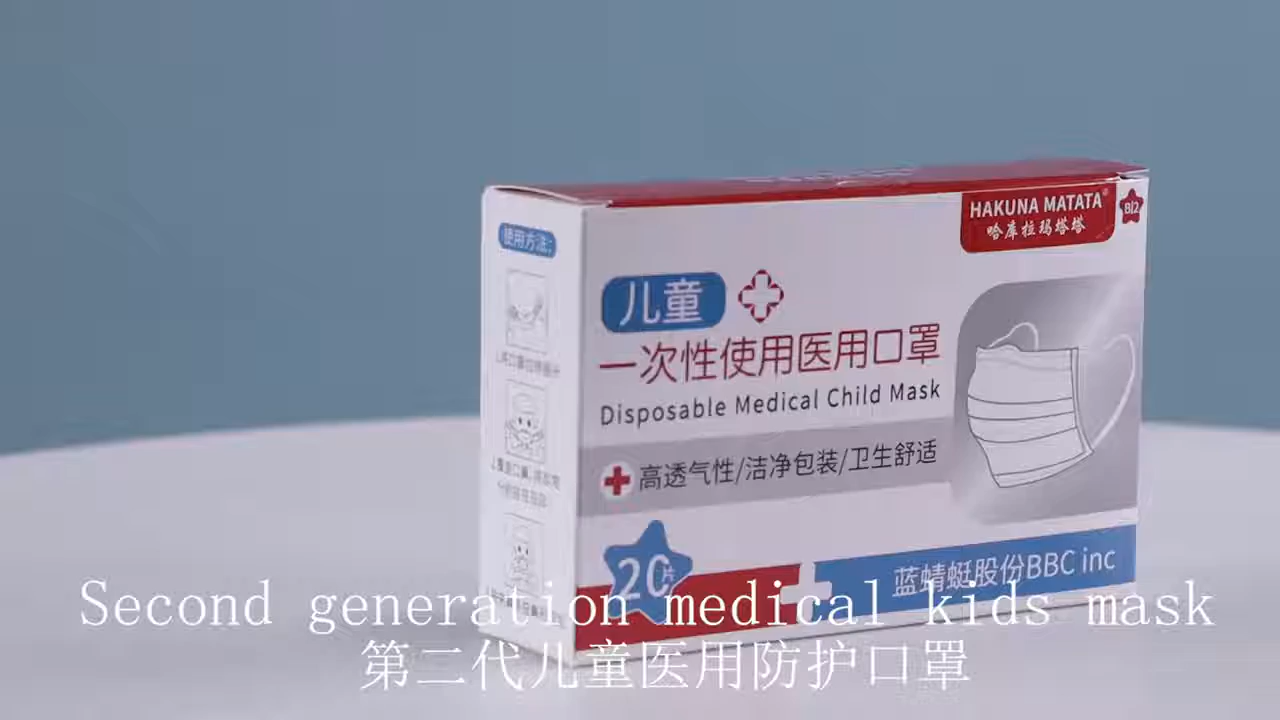 HAKUNA MATATA®
哈库拉玛塔塔
使用方法:
儿童
一次性使用医用口罩
Disposable Medical Child Mask
高透气性/洁净包装/卫生舒适
20片
蓝蜻蜓股份BBC inc
Second generation medical kids mask
第二代儿童医用防护口罩